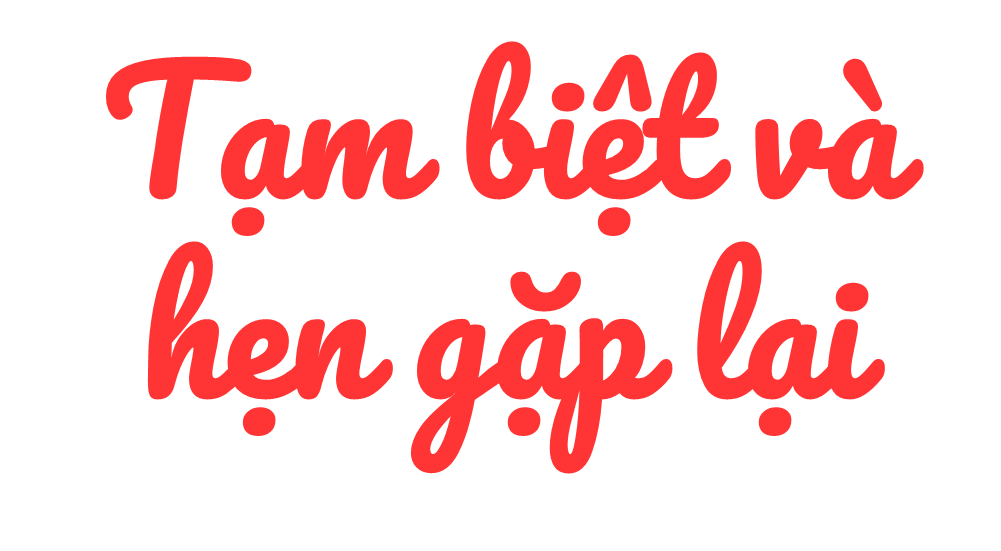 Tạm biệt và
hẹn gặp lại